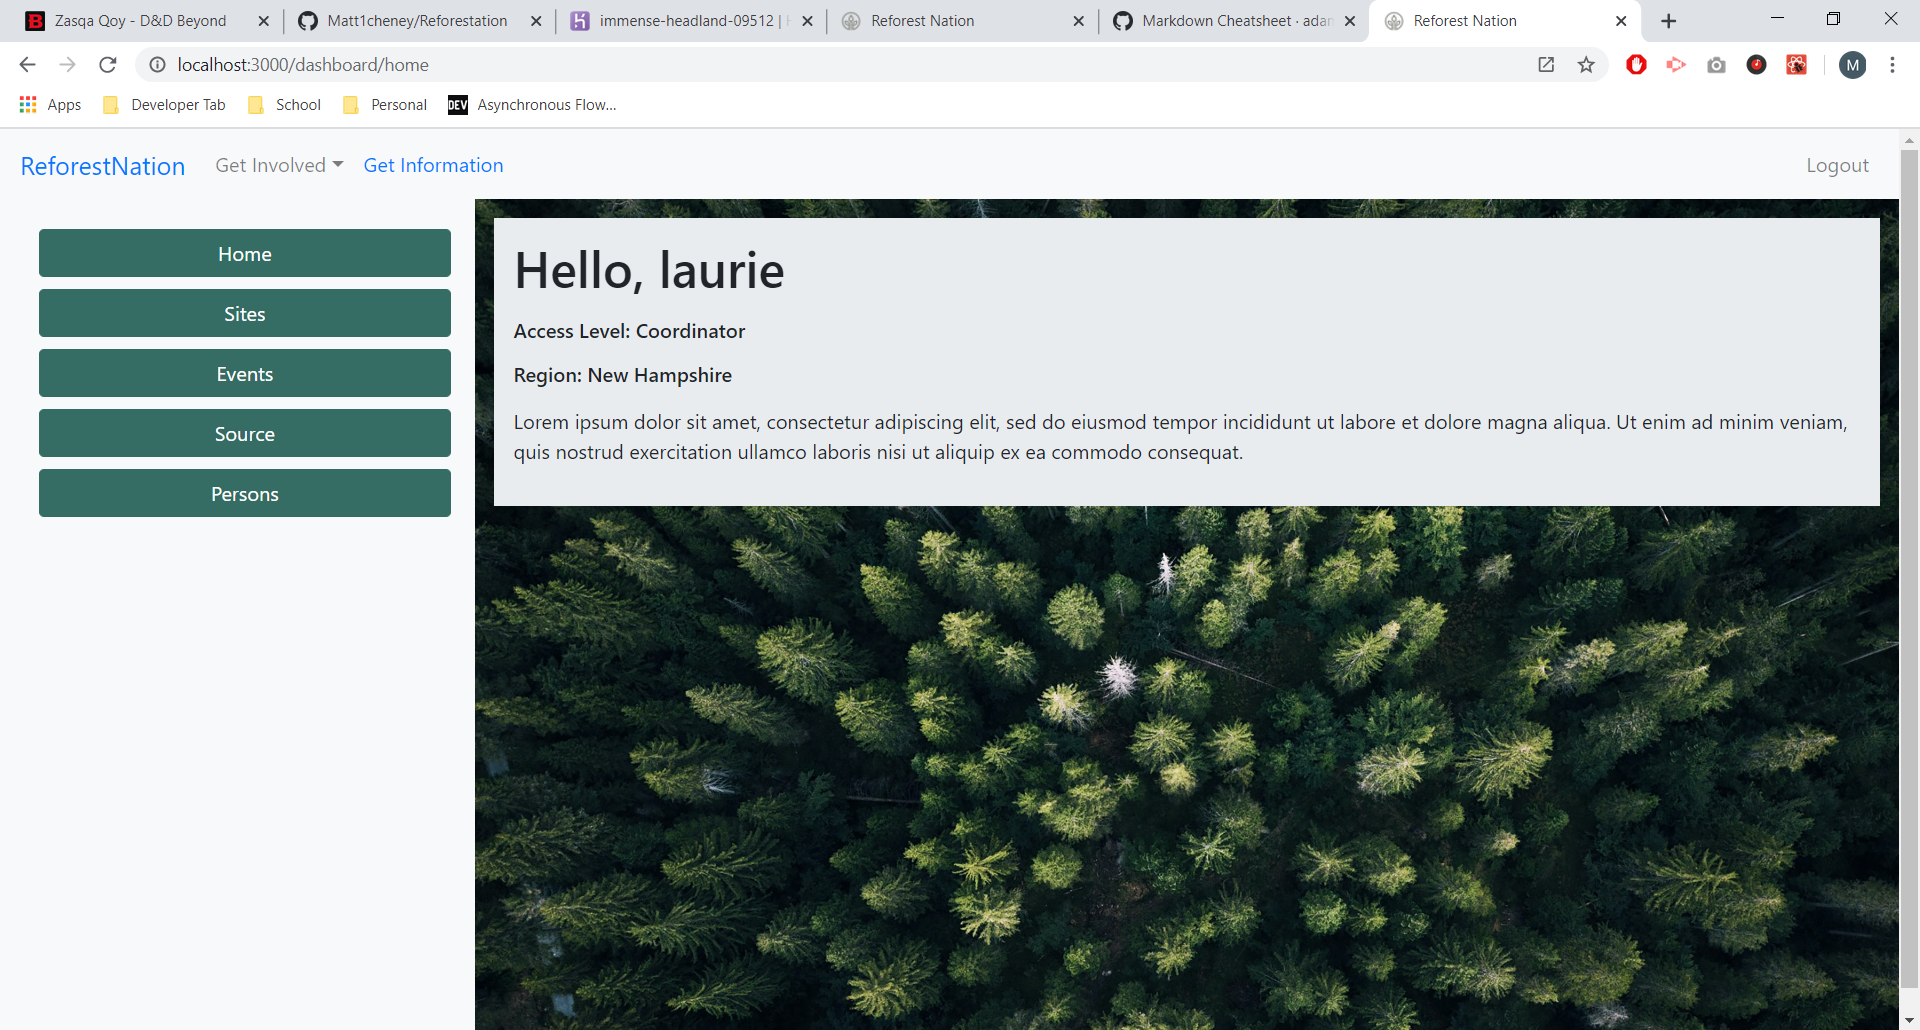 Zasqa Qoy - D&D Beyond
Matt1cheney/Reforestation
immense-headland-09512 |
Reforest Nation
Markdown Cheatsheet · adam
Reforest Nation
localhost:3000/dashboard/home
M
Apps
Developer Tab
School
Personal
DEV
Asynchronous Flow...
ReforestNation
Get Involved
Get Information
Logout
Home
Sites
Events
Source
Persons
Hello, laurie
Access Level: Coordinator
Region: New Hampshire
Lorem ipsum dolor sit amet, consectetur adipiscing elit, sed do eiusmod tempor incididunt ut labore et dolore magna aliqua. Ut enim ad minim veniam,
quis nostrud exercitation ullamco laboris nisi ut aliquip ex ea commodo consequat.